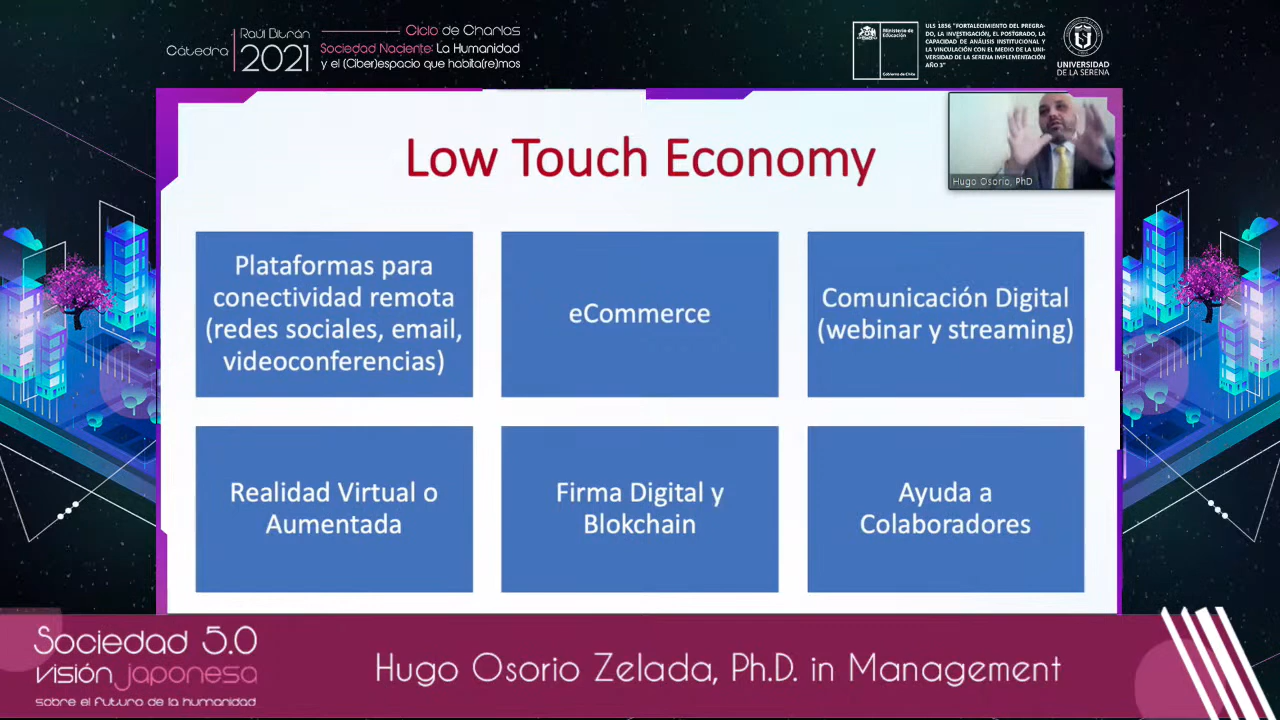 Cátedra
Raúl Bitrán
2021
Ciclo de Charlas
Sociedad Naciente: La Humanidad
y el (Ciber)espacio que habita(re)mos
Ministerio de
Educación
Gobierno de Chile
ULS 1856 "FORTALECIMIENTO DEL PREGRA-
DO, LA INVESTIGACIÓN, EL POSTGRADO, LA
CAPACIDAD DE ANÁLISIS INSTITUCIONAL Y
LA VINCULACIÓN CON EL MEDIO DE LA UNI-
VERSIDAD DE LA SERENA IMPLEMENTACIÓN
AÑO 3"
UNIVERSIDAD
DE LA SERENA
Low Touch Economy
Hugo Osorio, PhD
Plataformas para
conectividad remota
(redes sociales, email,
videoconferencias)
eCommerce
Comunicación Digital
(webinar y streaming)
Realidad Virtual o
Aumentada
Firma Digital y
Blokchain
Ayuda a
Colaboradores
Sociedad 5.0
visión japonesa
sobre el futuro de la humanidad
Hugo Osorio Zelada, Ph.D. in Management